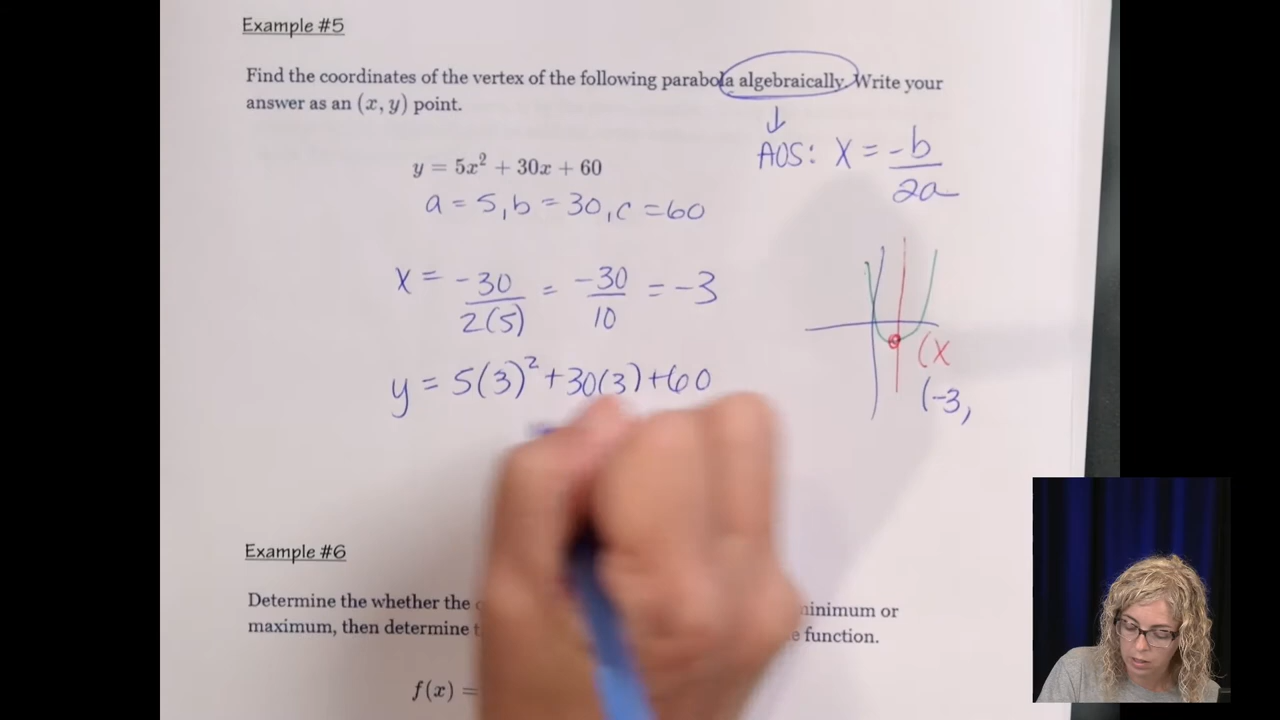 Example #5
Find the coordinates of the vertex of the following parabola algebraically. Write your
answer as an (x, y) point.
AOS: X = -b/2a
y = 5x² + 30x + 60
a = 5, b = 30, c = 60
x = -30/2(5) = -30/10 = -3
(x
y = 5(3)² + 30(3) + 60
(-3,
Example #6
Determine the whether the
minimum or
maximum, then determine
function.
f(x) =